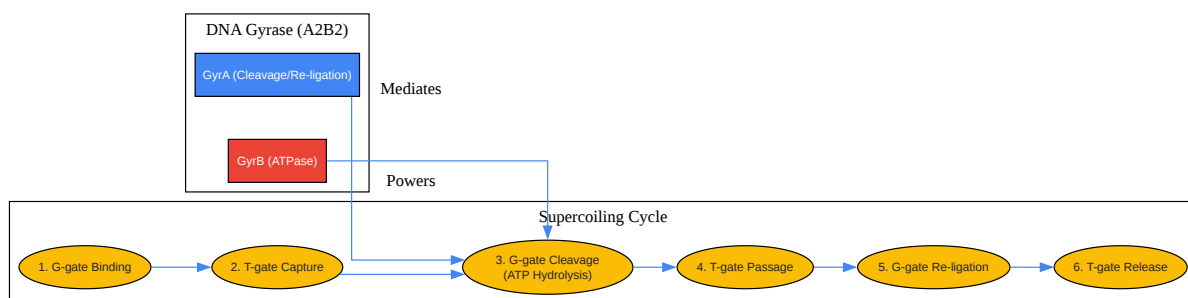 DNA Gyrase (A2B2)
GyrA (Cleavage/Re-ligation)
Mediates
GyrB (ATPase)
Powers
Supercoiling Cycle
1. G-gate Binding
2. T-gate Capture
3. G-gate Cleavage
(ATP Hydrolysis)
4. T-gate Passage
5. G-gate Re-ligation
6. T-gate Release